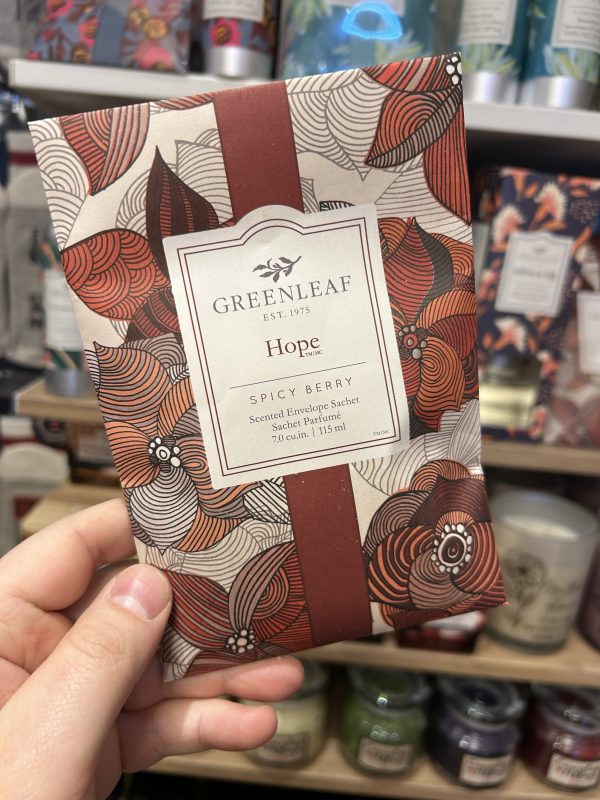 GREENLEAF
EST. 1975
Hope TM/MC
SPICY BERRY
Scented Envelope Sachet
Sachet Parfumé
7.0 cu.in. | 115 ml
TM/MC